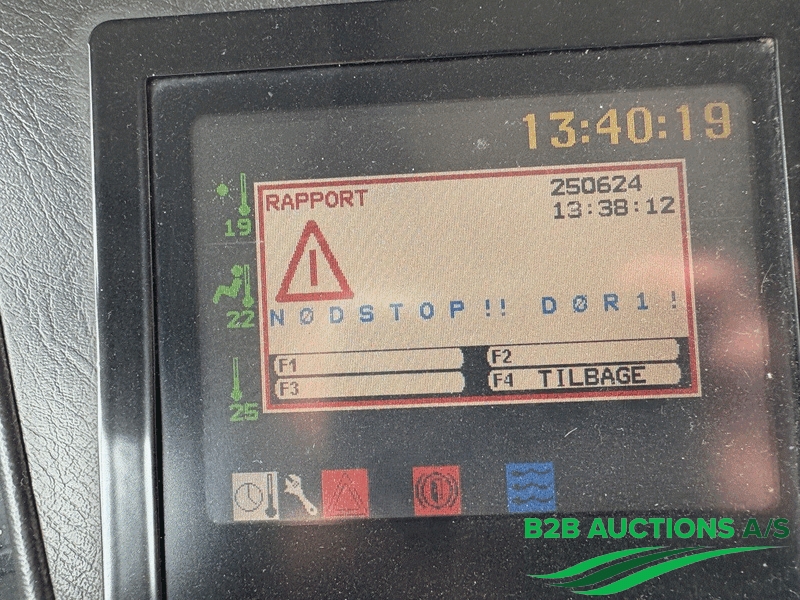 13:40:19
RAPPORT
250624
13:38:12
19
NØDSTOP!! DØR1!
22
F1
F2
F3
F4 TILBAGE
25
B2B AUCTIONS A/S